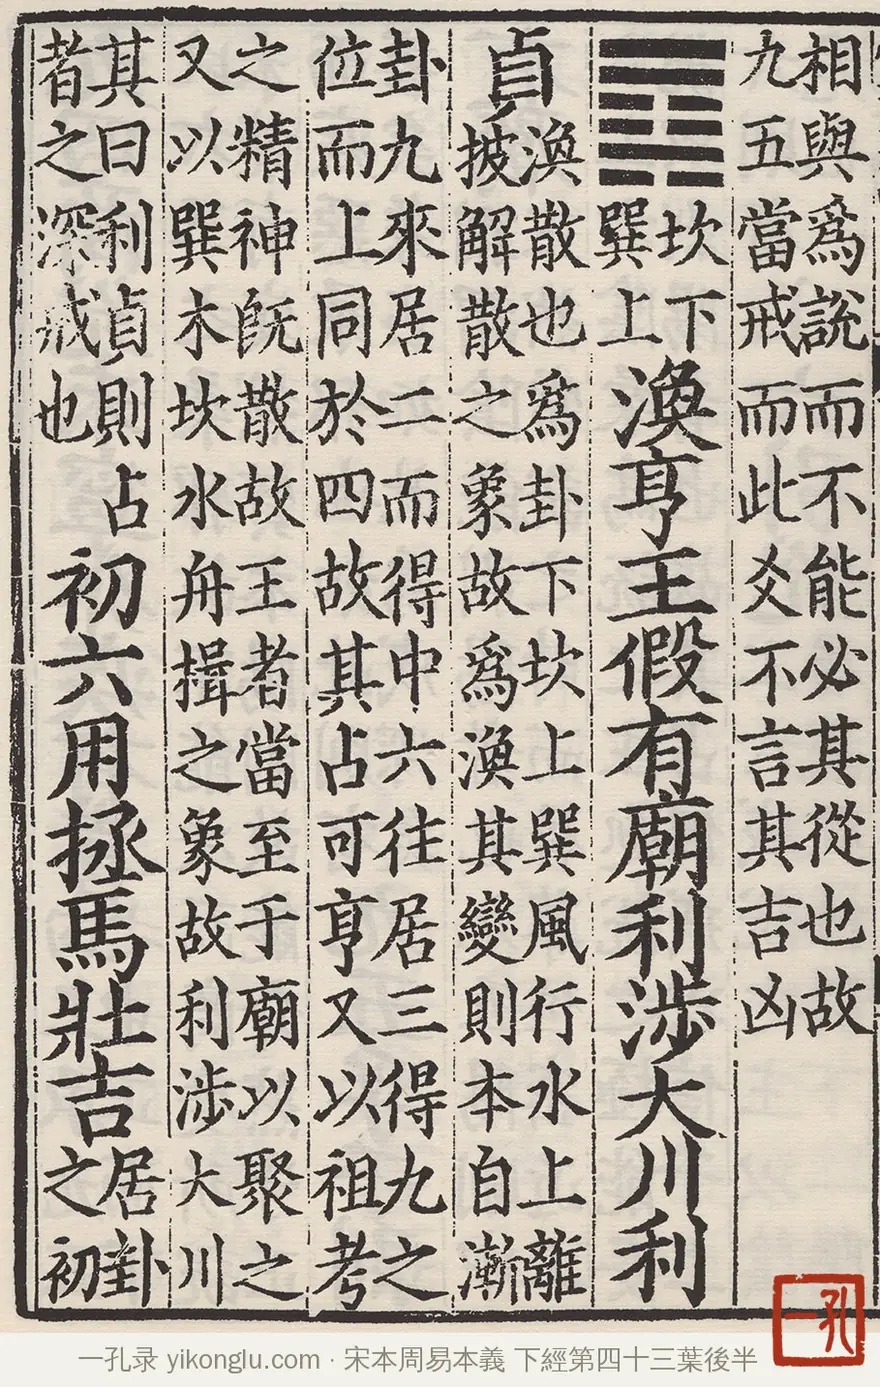 相與爲說而不能必其從也故
九五當戒而此爻不言其吉凶
坎下
巽上
渙亨王假有廟利涉大川利
貞
渙散也爲卦下坎上巽風行水上離
披解散之象故爲渙其變則本自漸
卦九來居二而得中六往居三得九之
位而上同於四故其占可亨又以祖考
之精神旣散故王者當至于廟以聚之
又以巽木坎水舟揖之象故利涉大川
其曰利貞則占
者之深戒也
初六用拯馬壯吉
居卦
之初
一孔
一孔录 yikonglu.com · 宋本周易本義 下經第四十三葉後半